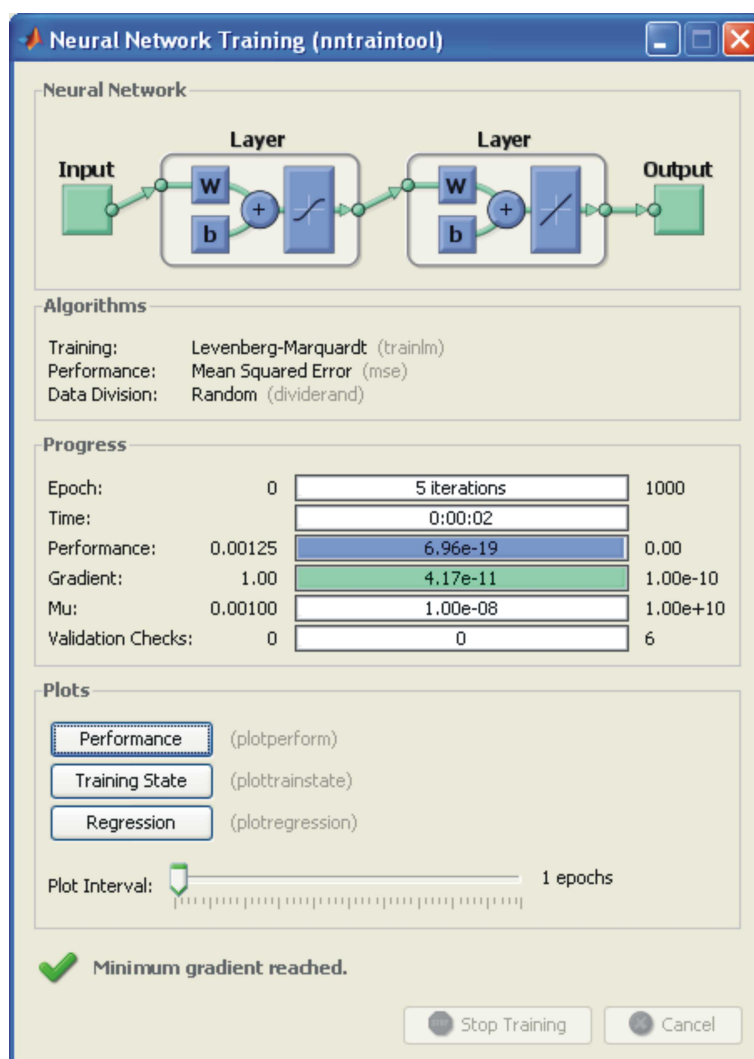 Neural Network Training (nntraintool)
Neural Network
Layer Layer
Input Output
W W
b b
Algorithms
Training: Levenberg-Marquardt (trainlm)
Performance: Mean Squared Error (mse)
Data Division: Random (dividerand)
Progress
Epoch: 0 5 iterations 1000
Time: 0:00:02
Performance: 0.00125 6.96e-19 0.00
Gradient: 1.00 4.17e-11 1.00e-10
Mu: 0.00100 1.00e-08 1.00e+10
Validation Checks: 0 0 6
Plots
Performance (plotperform)
Training State (plottrainstate)
Regression (plotregression)
Plot Interval: 1 epochs
Minimum gradient reached.
Stop Training Cancel